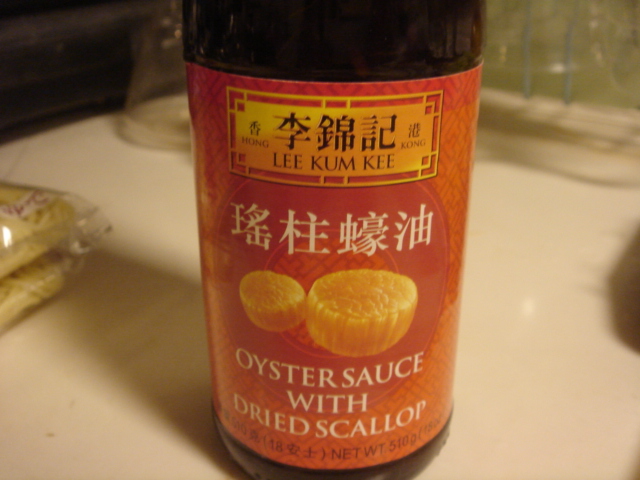 香 李錦記 港
HONG LEE KUM KEE KONG
瑤柱蠔油
OYSTER SAUCE
WITH
DRIED SCALLOP
(18安士) NET WT. 510g